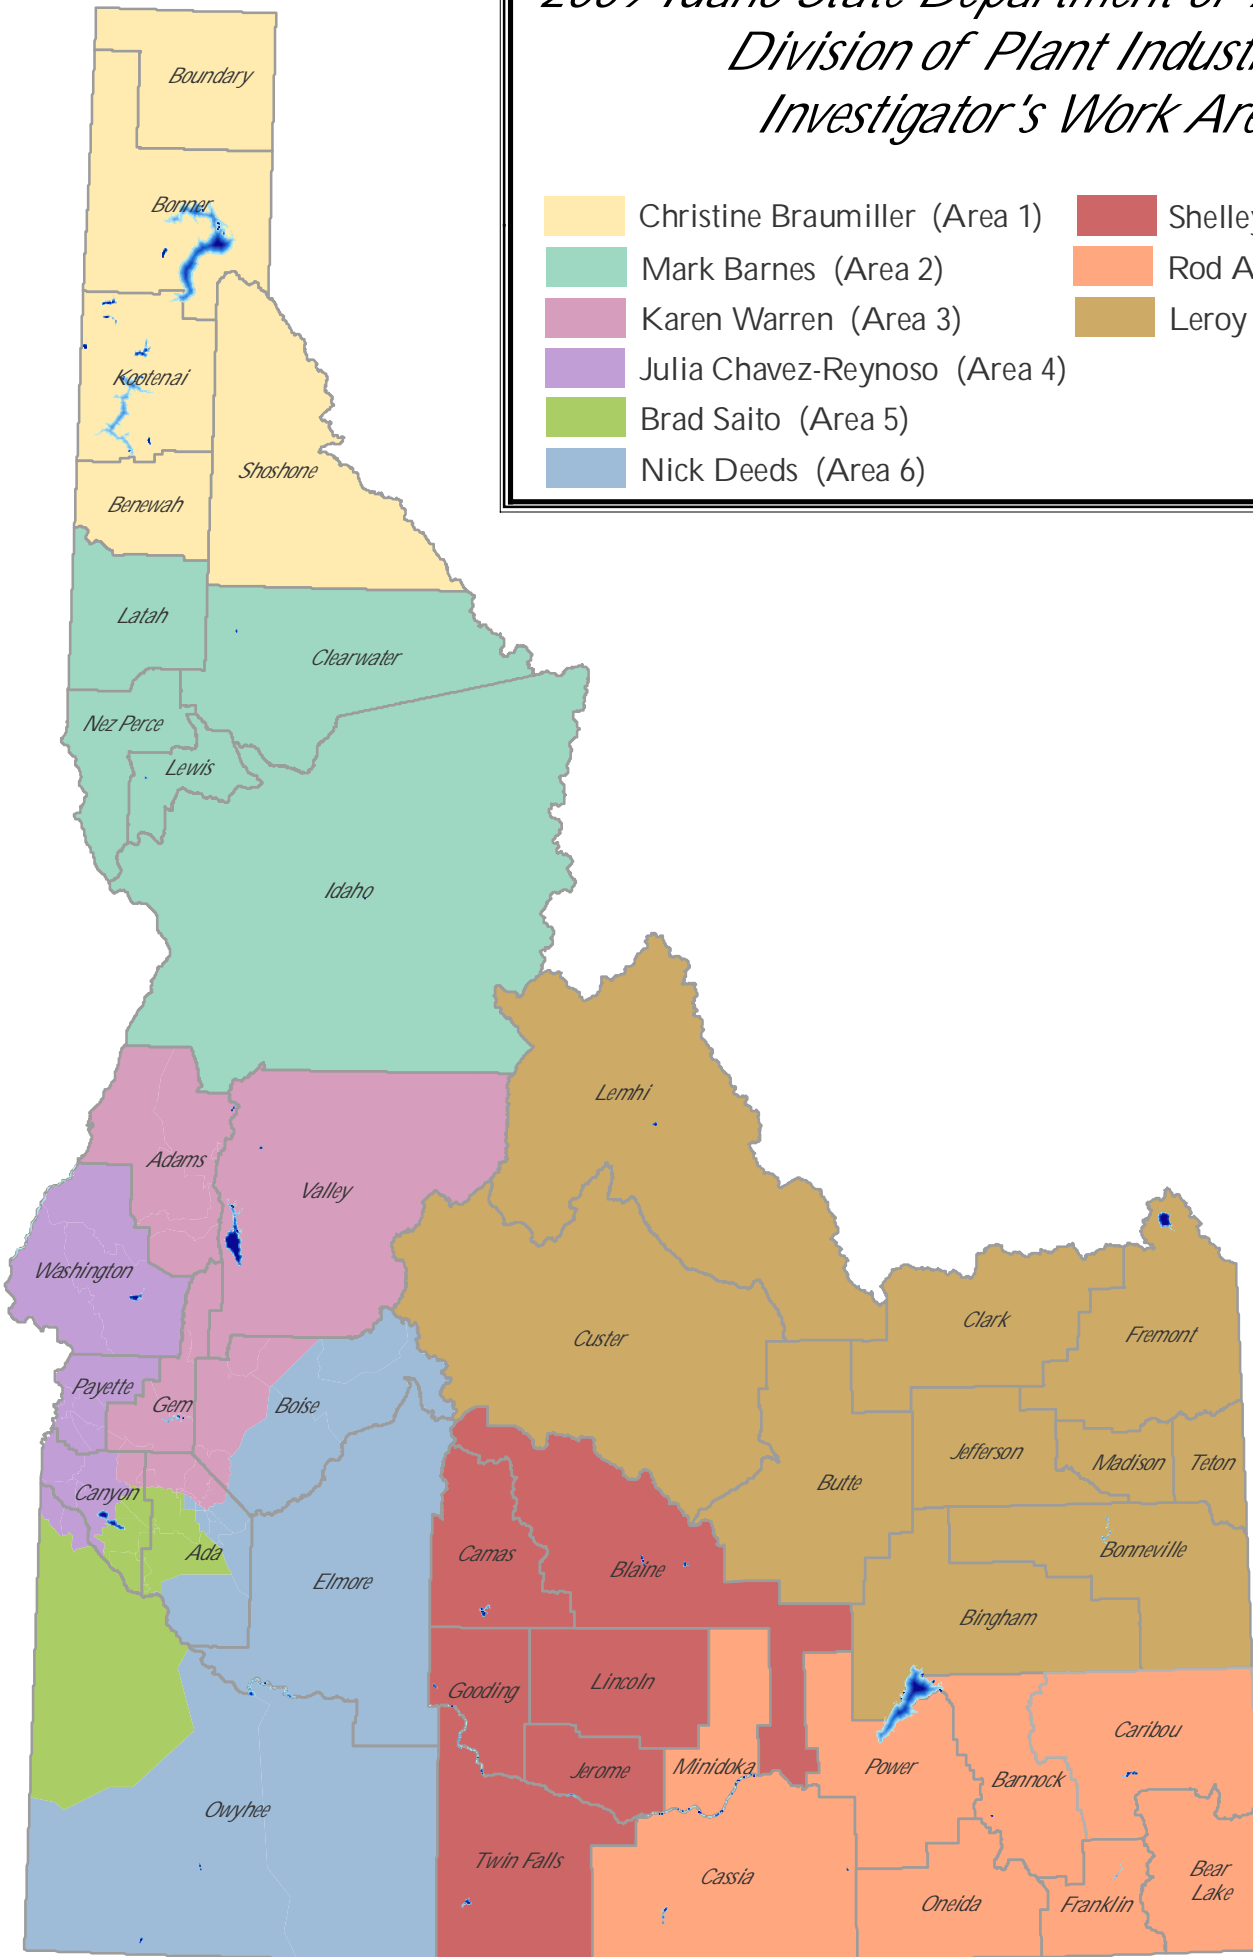 Division of Plant
Investigator's Work
Christine Braumiller (Area 1)
Mark Barnes (Area 2)
Karen Warren (Area 3)
Julia Chavez-Reynoso (Area 4)
Brad Saito (Area 5)
Nick Deeds (Area 6)
Rod
Leroy
Boundary
Bonner
Kootenai
Shoshone
Benewah
Latah
Clearwater
Nez Perce
Lewis
Idaho
Lemhi
Adams
Valley
Washington
Custer
Clark
Fremont
Payette
Gem
Boise
Jefferson
Madison
Teton
Butte
Canyon
Ada
Camas
Blaine
Bonneville
Elmore
Bingham
Lincoln
Gooding
Caribou
Jerome
Minidoka
Power
Bannock
Owyhee
Twin Falls
Cassia
Bear
Lake
Oneida
Franklin